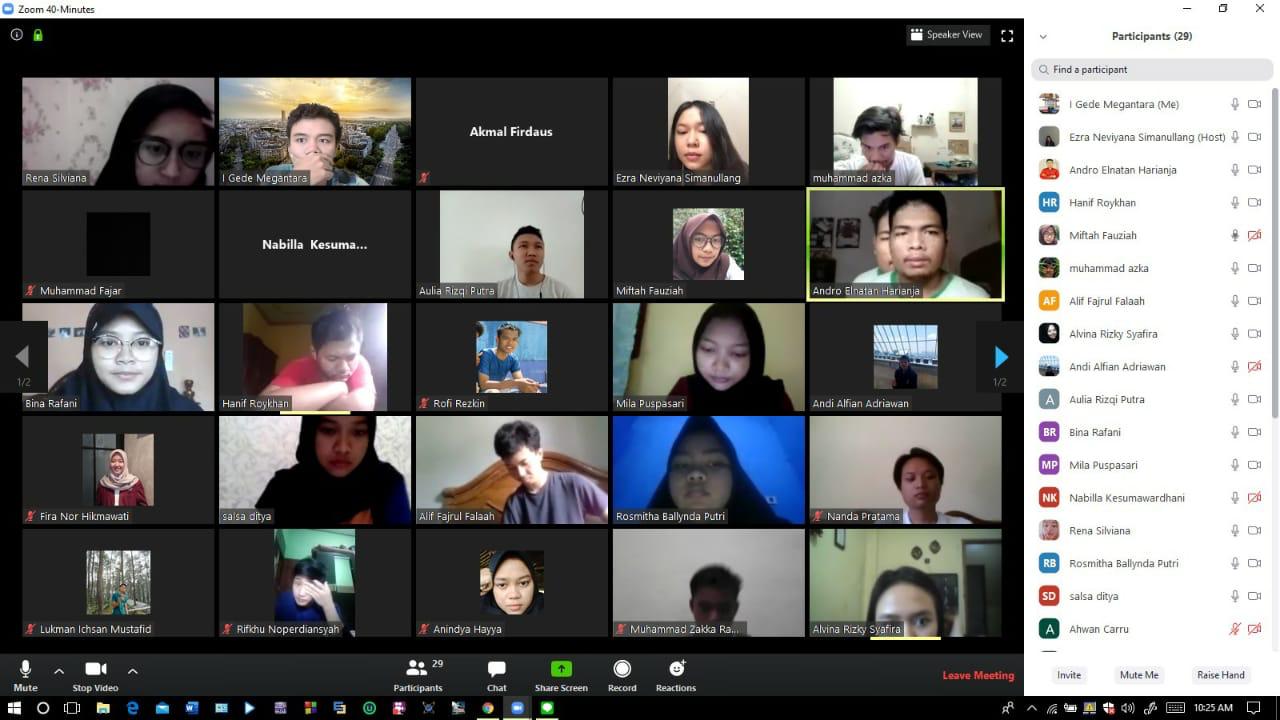 Zoom 40-Minutes
Speaker View
Rena Silviana
I Gede Megantara
Akmal Firdaus
Ezra Neviyana Simanullang
muhammad azka
Muhammad Fajar
Nabilla Kesuma...
Aulia Rizqi Putra
Miftah Fauziah
Andro Elnatan Harianja
1/2
Bina Rafani
Hanif Roykhan
Rofi Rezkin
Mila Puspasari
Andi Alfian Adriawan
1/2
Fira Nor Hikmawati
salsa ditya
Alif Fajrul Falaah
Rosmitha Ballynda Putri
Nanda Pratama
Lukman Ichsan Mustafid
Rifkhu Noperdiansyah
Anindya Hayya
Muhammad Zakka Ra...
Alvina Rizky Syafira
Mute
Stop Video
29
Participants
Chat
Share Screen
Record
Reactions
Leave Meeting
Participants (29)
Find a participant
I Gede Megantara (Me)
Ezra Neviyana Simanullang (Host)
Andro Elnatan Harianja
HR Hanif Roykhan
Miftah Fauziah
muhammad azka
AF Alif Fajrul Falaah
Alvina Rizky Syafira
Andi Alfian Adriawan
A Aulia Rizqi Putra
BR Bina Rafani
MP Mila Puspasari
NK Nabilla Kesumawardhani
Rena Silviana
RB Rosmitha Ballynda Putri
SD salsa ditya
A Ahwan Carru
Invite
Mute Me
Raise Hand
10:25 AM